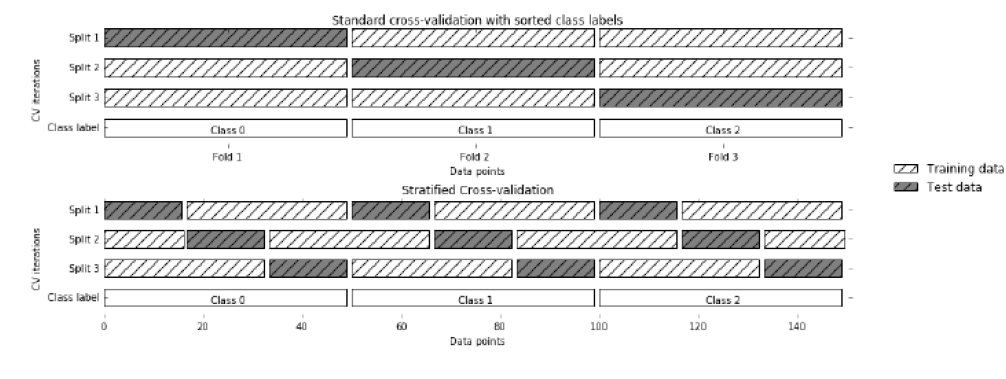 Standard cross-validation with sorted class labels
Split 1
Split 2
Split 3
CV iterations
Class label
Class 0
Class 1
Class 2
Fold 1
Fold 2
Fold 3
Data points
Training data
Test data
Stratified Cross-validation
Split 1
Split 2
Split 3
CV iterations
Class label
Class 0
Class 1
Class 2
0 20 40 60 80 100 120 140
Data points